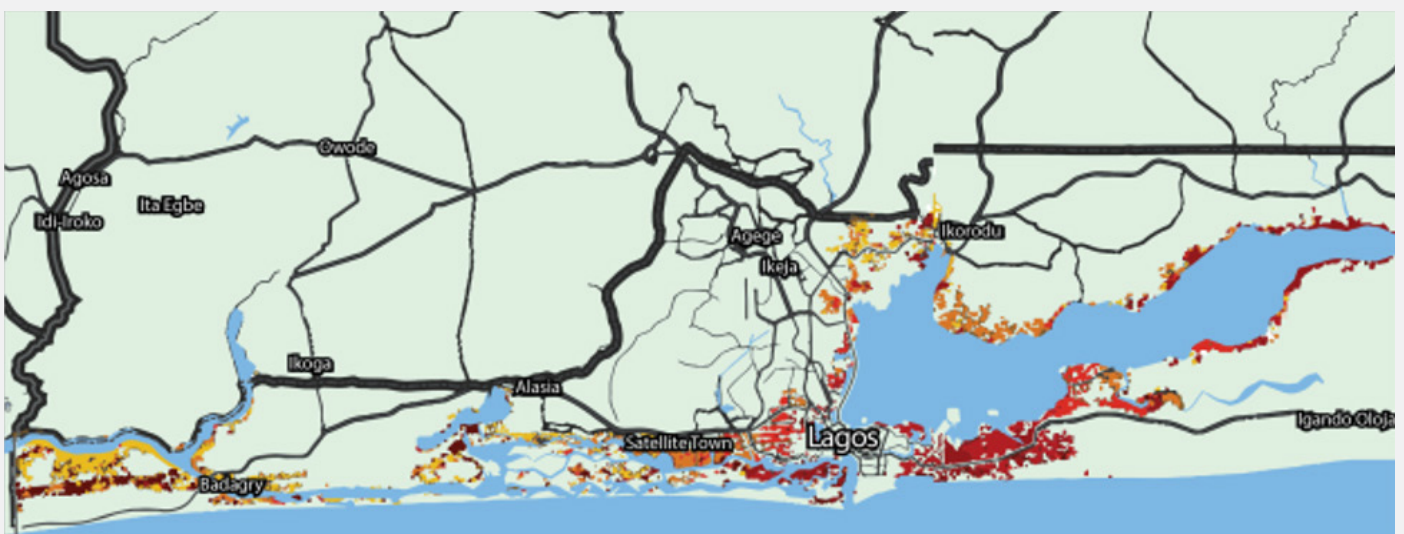 Owode
Agosa
Ita Egbe
Idi-Iroko
Agege
Ikorodu
Ikeja
Ikoga
Alasia
Igando Oloja
Satellite Town
Lagos
Badagry